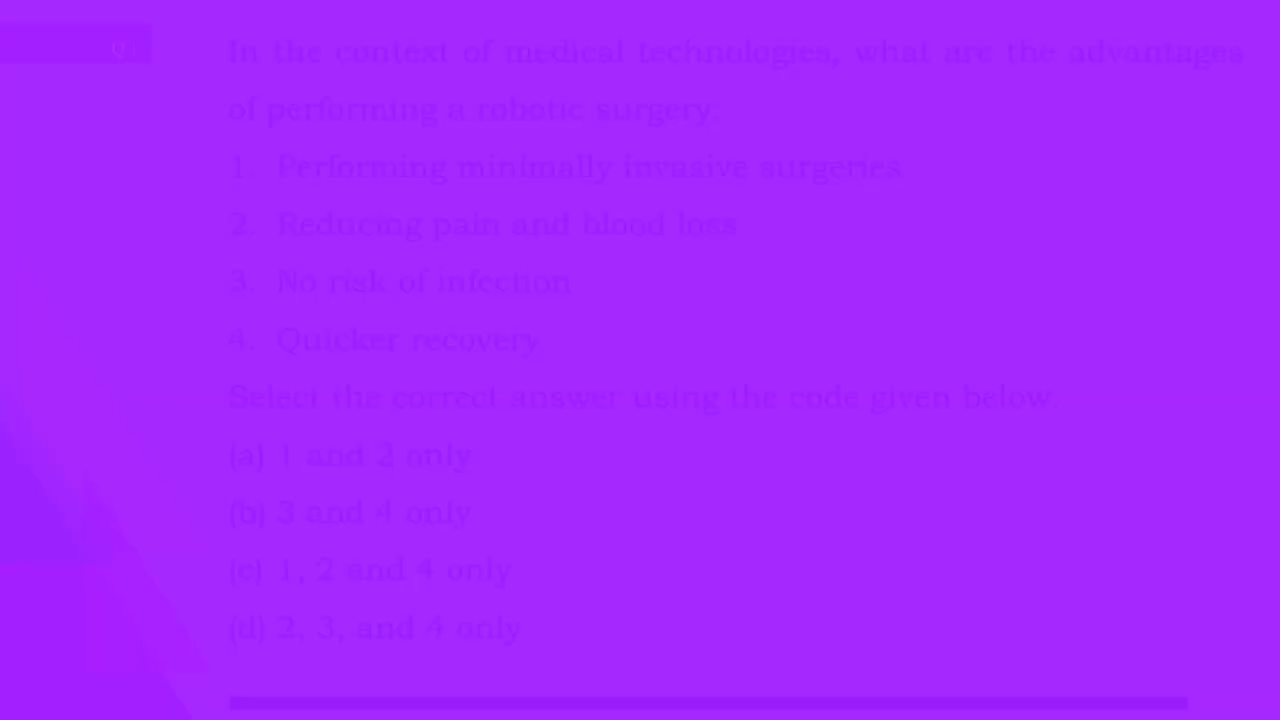 In the context of medical technologies, what are the advantages
of performing a robotic surgery:
1. Performing minimally invasive surgeries
2. Reducing pain and blood loss
3. No risk of infection
4. Quicker recovery
Select the correct answer using the code given below.
(a) 1 and 2 only
(b) 3 and 4 only
(c) 1, 2 and 4 only
(d) 2, 3, and 4 only